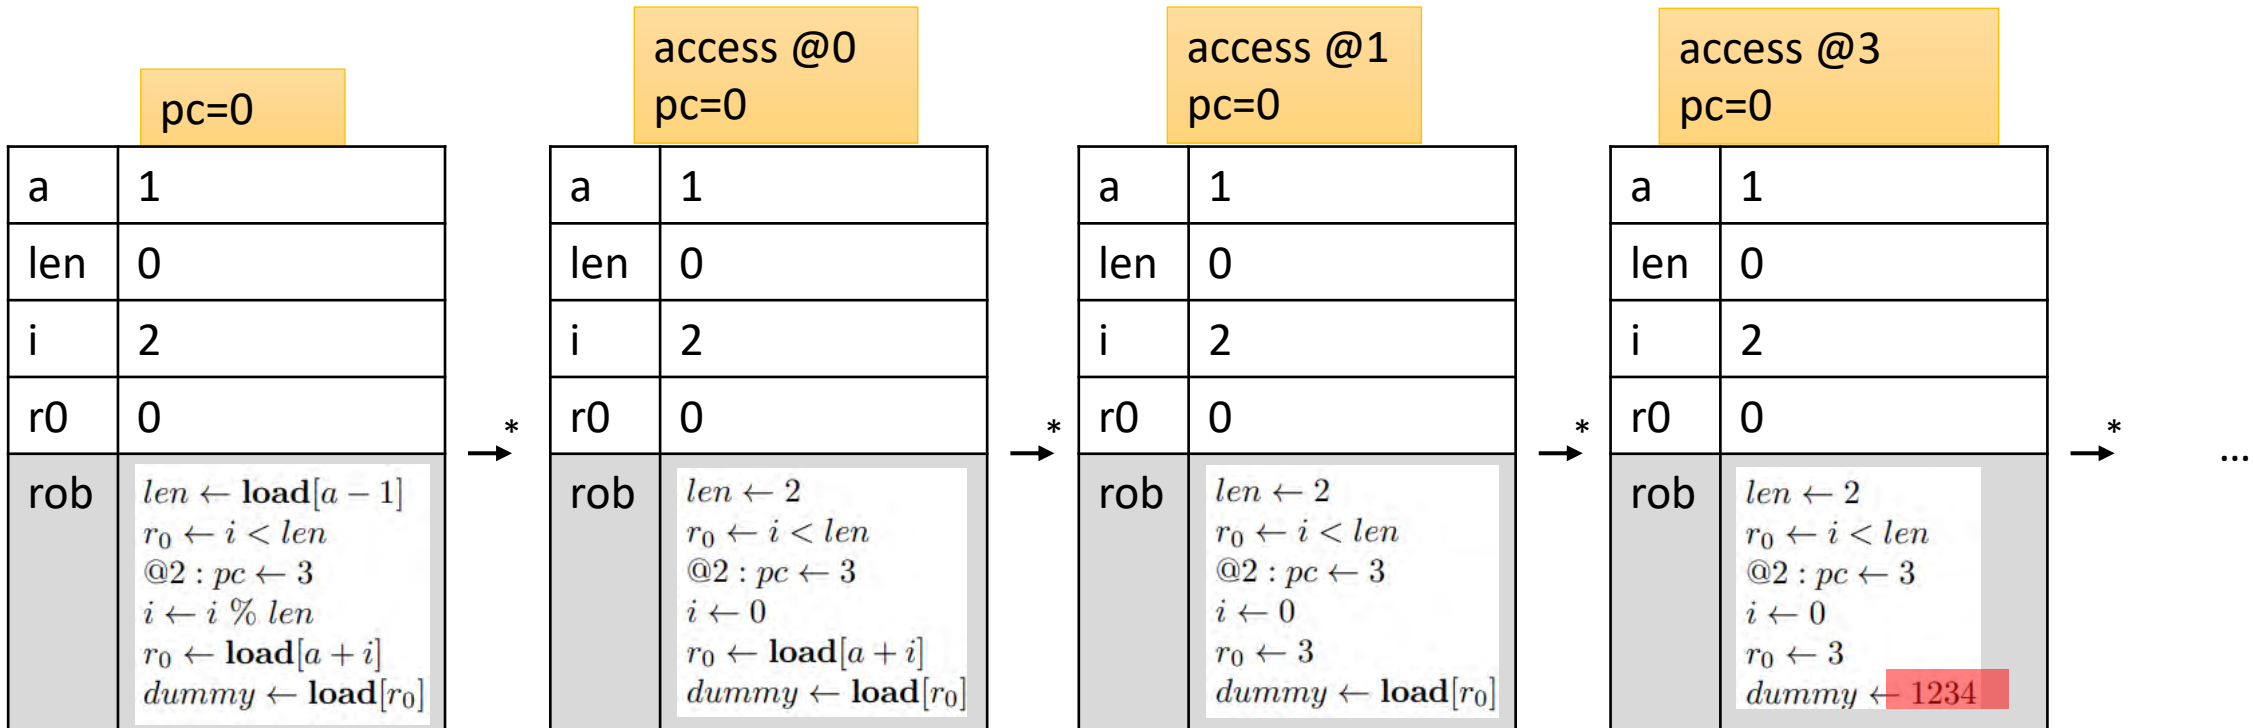 pc=0
a 1
len 0
i 2
r0 0
rob
len ← load[a − 1]
r₀ ← i < len
@2 : pc ← 3
i ← i % len
r₀ ← load[a + i]
dummy ← load[r₀]
→*
access @0
pc=0
a 1
len 0
i 2
r0 0
rob
len ← 2
r₀ ← i < len
@2 : pc ← 3
i ← 0
r₀ ← load[a + i]
dummy ← load[r₀]
→*
access @1
pc=0
a 1
len 0
i 2
r0 0
rob
len ← 2
r₀ ← i < len
@2 : pc ← 3
i ← 0
r₀ ← 3
dummy ← load[r₀]
→*
access @3
pc=0
a 1
len 0
i 2
r0 0
rob
len ← 2
r₀ ← i < len
@2 : pc ← 3
i ← 0
r₀ ← 3
dummy ← 1234
→*
...